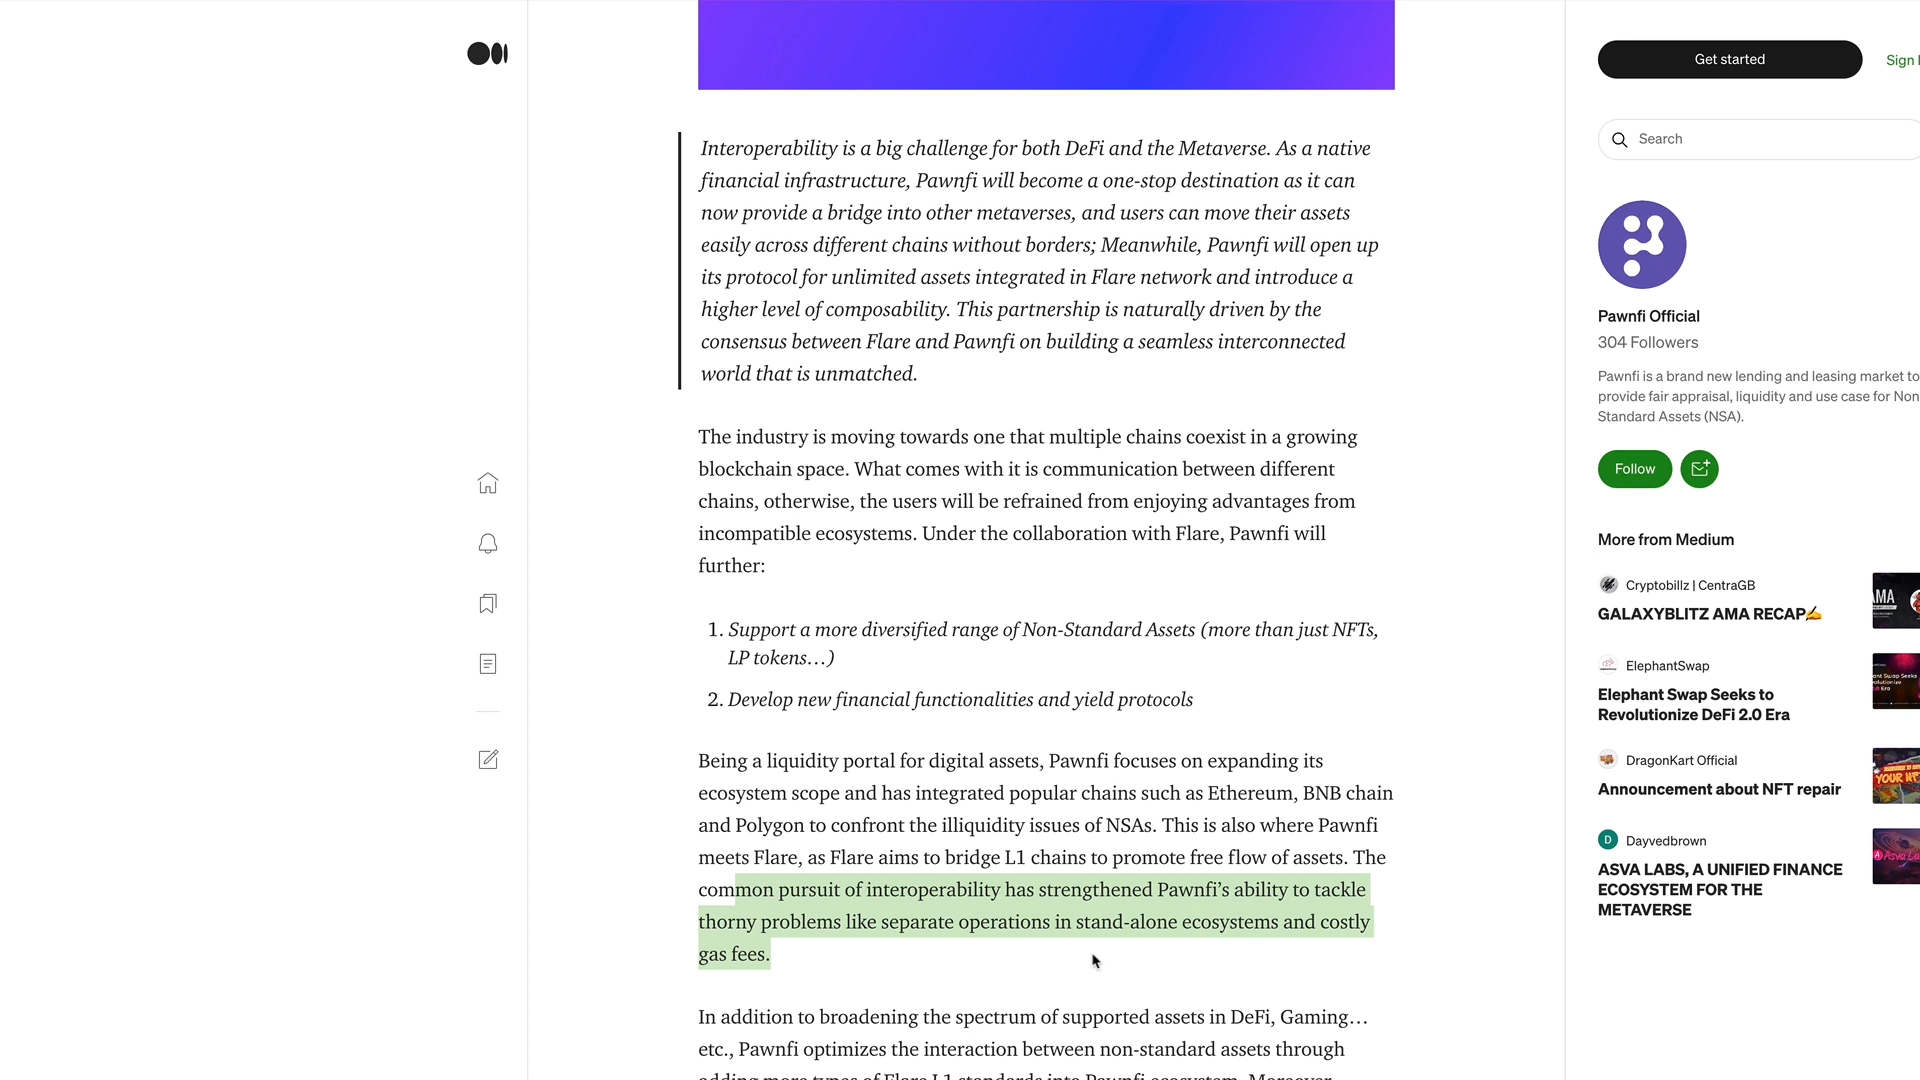 Get started
Sign
Search
Interoperability is a big challenge for both DeFi and the Metaverse. As a native
financial infrastructure, Pawnfi will become a one-stop destination as it can
now provide a bridge into other metaverses, and users can move their assets
easily across different chains without borders; Meanwhile, Pawnfi will open up
its protocol for unlimited assets integrated in Flare network and introduce a
higher level of composability. This partnership is naturally driven by the
consensus between Flare and Pawnfi on building a seamless interconnected
world that is unmatched.
The industry is moving towards one that multiple chains coexist in a growing
blockchain space. What comes with it is communication between different
chains, otherwise, the users will be refrained from enjoying advantages from
incompatible ecosystems. Under the collaboration with Flare, Pawnfi will
further:
1. Support a more diversified range of Non-Standard Assets (more than just NFTs,
LP tokens…)
2. Develop new financial functionalities and yield protocols
Being a liquidity portal for digital assets, Pawnfi focuses on expanding its
ecosystem scope and has integrated popular chains such as Ethereum, BNB chain
and Polygon to confront the illiquidity issues of NSAs. This is also where Pawnfi
meets Flare, as Flare aims to bridge L1 chains to promote free flow of assets. The
common pursuit of interoperability has strengthened Pawnfi’s ability to tackle
thorny problems like separate operations in stand-alone ecosystems and costly
gas fees.
In addition to broadening the spectrum of supported assets in DeFi, Gaming…
etc., Pawnfi optimizes the interaction between non-standard assets through
adding more types of Flare L1 standards into Pawnfi ecosystem. Moreover
Pawnfi Official
304 Followers
Pawnfi is a brand new lending and leasing market to
provide fair appraisal, liquidity and use case for Non
Standard Assets (NSA).
Follow
More from Medium
Cryptobillz | CentraGB
GALAXYBLITZ AMA RECAP✍️
AMA
ElephantSwap
Elephant Swap Seeks to
Revolutionize DeFi 2.0 Era
DragonKart Official
Announcement about NFT repair
YOUR
D
Dayvedbrown
ASVA LABS, A UNIFIED FINANCE
ECOSYSTEM FOR THE
METAVERSE